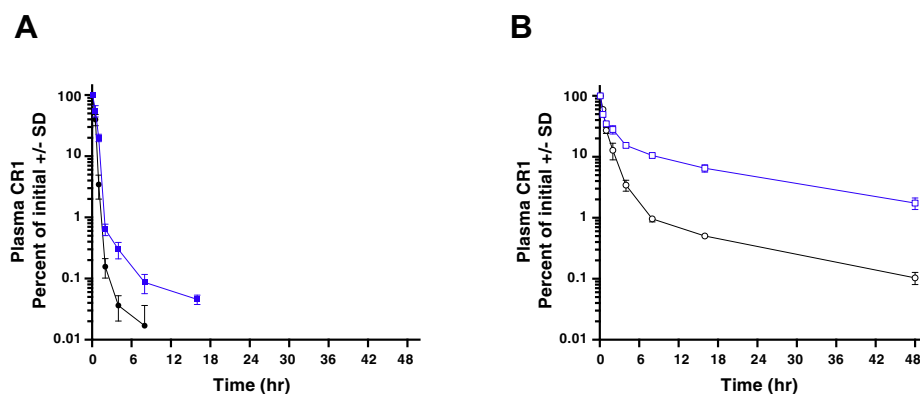 A
B
Plasma CR1
Percent of initial +/- SD
100
10
1
0.1
0.01
0 6 12 18 24 30 36 42 48
Time (hr)
Plasma CR1
Percent of initial +/- SD
100
10
1
0.1
0.01
0 6 12 18 24 30 36 42 48
Time (hr)